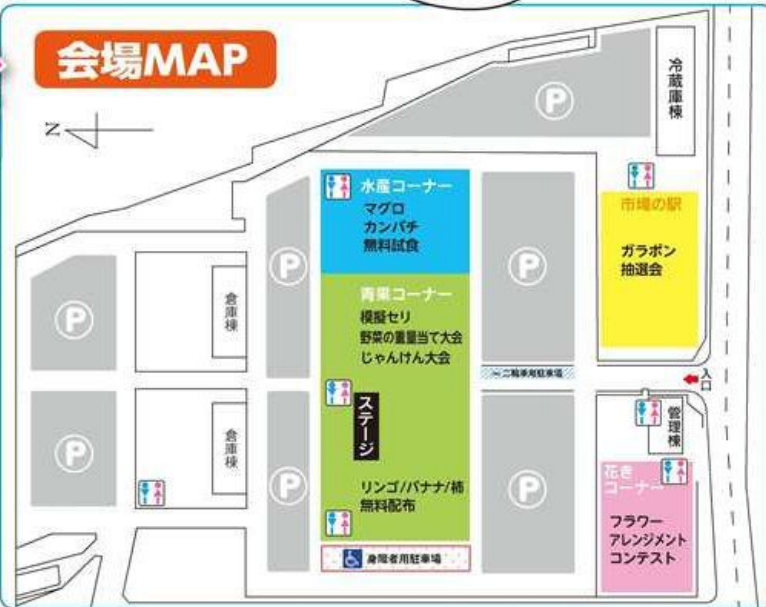 会場MAP
N
P
冷蔵庫棟
水産コーナー
マグロ
カンパチ
無料試食
市場の駅
ガラポン
抽選会
P
P
P
倉庫棟
青果コーナー
模擬セリ
野菜の重量当て大会
じゃんけん大会
二輪車用駐車場
入口
ステージ
管理棟
P
倉庫棟
P
P
リンゴ/バナナ/柿
無料配布
花き
コーナー
フラワー
アレンジメント
コンテスト
身障者用駐車場